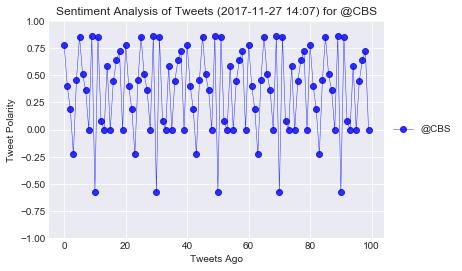 Sentiment Analysis of Tweets (2017-11-27 14:07) for @CBS
1.00
0.75
0.50
0.25
0.00
−0.25
−0.50
−0.75
−1.00
Tweet Polarity
@CBS
0 20 40 60 80 100
Tweets Ago